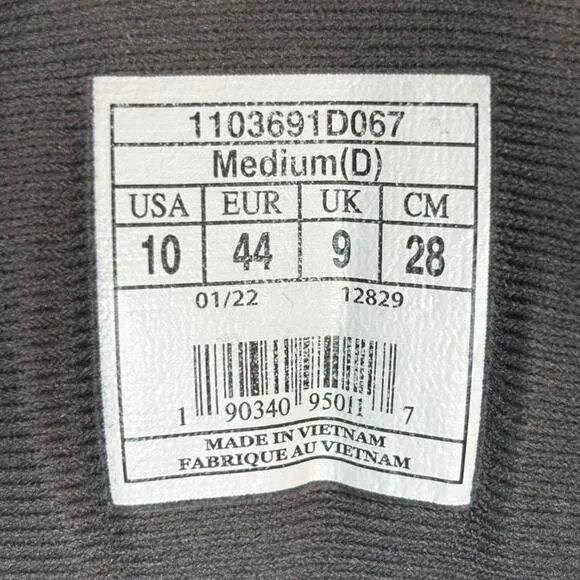 1103691D067
Medium(D)
USA EUR UK CM
10 44 9 28
01/22 12829
1 90340 95011 7
MADE IN VIETNAM
FABRIQUE AU VIETNAM